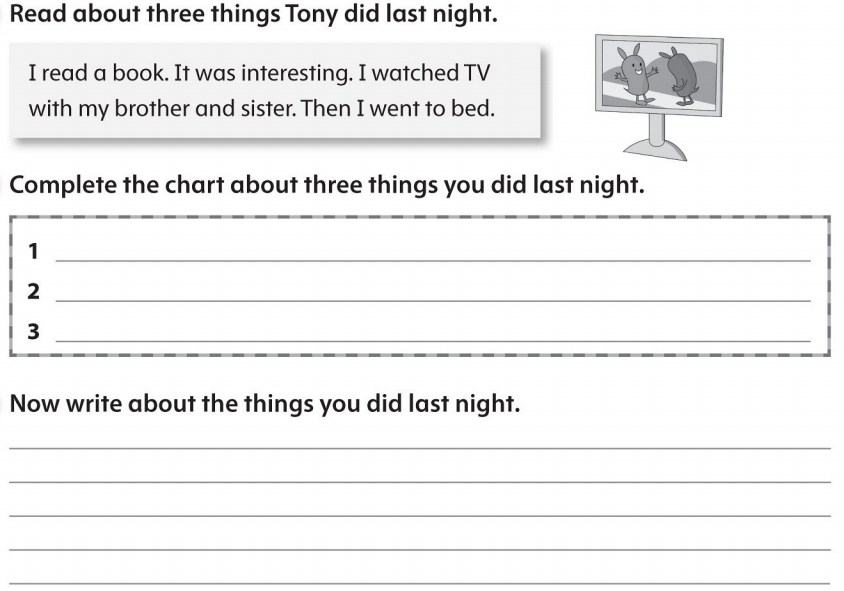 Read about three things Tony did last night.
I read a book. It was interesting. I watched TV
with my brother and sister. Then I went to bed.
Complete the chart about three things you did last night.
1
2
3
Now write about the things you did last night.